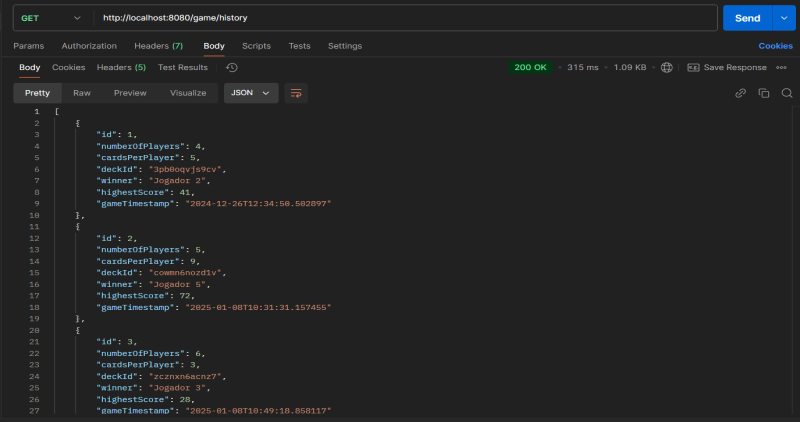 GET http://localhost:8080/game/history Send
Params Authorization Headers (7) Body Scripts Tests Settings Cookies
Body Cookies Headers (5) Test Results 200 OK • 315 ms • 1.09 KB Save Response
Pretty Raw Preview Visualize JSON
1 [
2 {
3 "id": 1,
4 "numberOfPlayers": 4,
5 "cardsPerPlayer": 5,
6 "deckId": "3pb0oqvjs9cv",
7 "winner": "Jogador 2",
8 "highestScore": 41,
9 "gameTimestamp": "2024-12-26T12:34:50.502897"
10 },
11 {
12 "id": 2,
13 "numberOfPlayers": 5,
14 "cardsPerPlayer": 9,
15 "deckId": "cowmn6nozd1v",
16 "winner": "Jogador 5",
17 "highestScore": 72,
18 "gameTimestamp": "2025-01-08T10:31:31.157455"
19 },
20 {
21 "id": 3,
22 "numberOfPlayers": 6,
23 "cardsPerPlayer": 3,
24 "deckId": "zcznxn6acnz7",
25 "winner": "Jogador 3",
26 "highestScore": 28,
27 "gameTimestamp": "2025-01-08T10:49:18.858117"